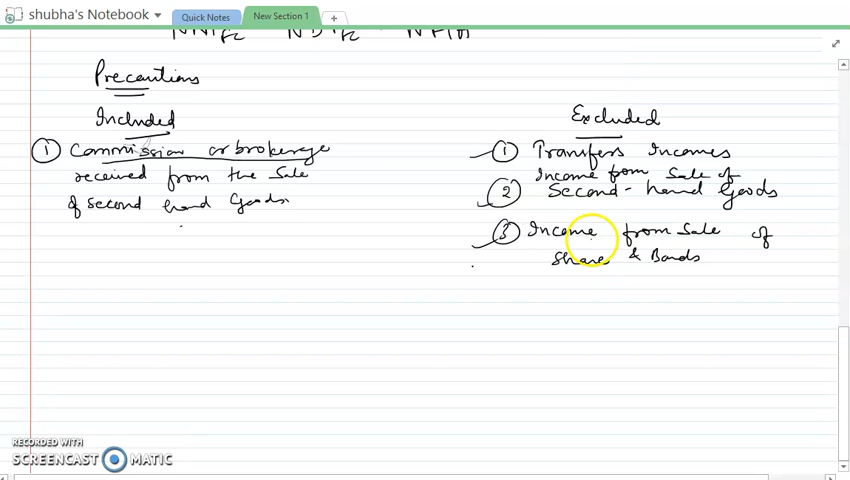 shubha's Notebook
Quick Notes
New Section 1
Precautions
Included
Excluded
① Commission or brokerage
received from the Sale
of Second hand Goods
① Transfers Incomes
Income from Sale of
② Second-hand Goods
③ Income from Sale of
Share & Bonds
RECORDED WITH
SCREENCAST MATIC